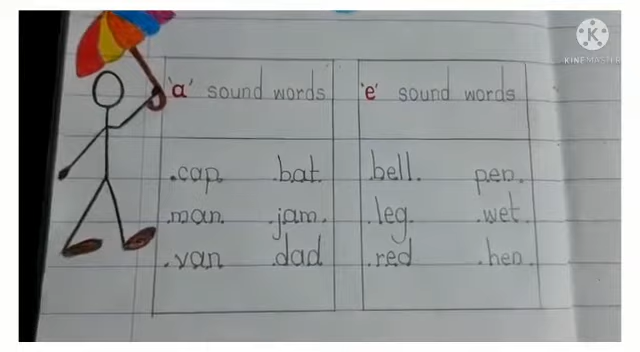 K
KINEMASTER
'a' sound words
.cap .bat
.man .jam.
.van .dad
'e' sound words
.bell. pen.
.leg .wet.
.red .hen.